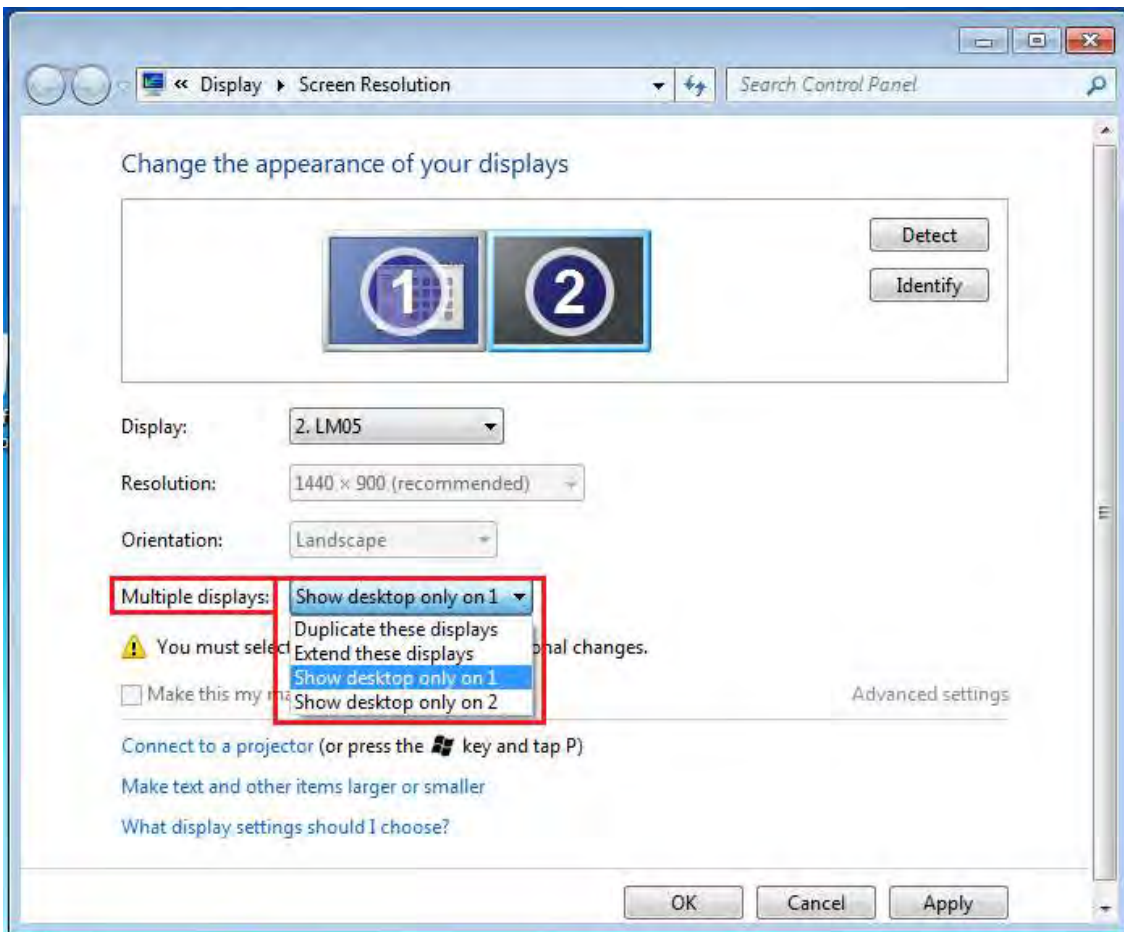 « Display ▸ Screen Resolution Search Control Panel
Change the appearance of your displays
1 2
Detect
Identify
Display: 2. LM05
Resolution: 1440 × 900 (recommended)
Orientation: Landscape
Multiple displays: Show desktop only on 1
Duplicate these displays
You must select nal changes.
Extend these displays
Show desktop only on 1
Make this my Advanced settings
Show desktop only on 2
Connect to a projector (or press the key and tap P)
Make text and other items larger or smaller
What display settings should I choose?
OK Cancel Apply